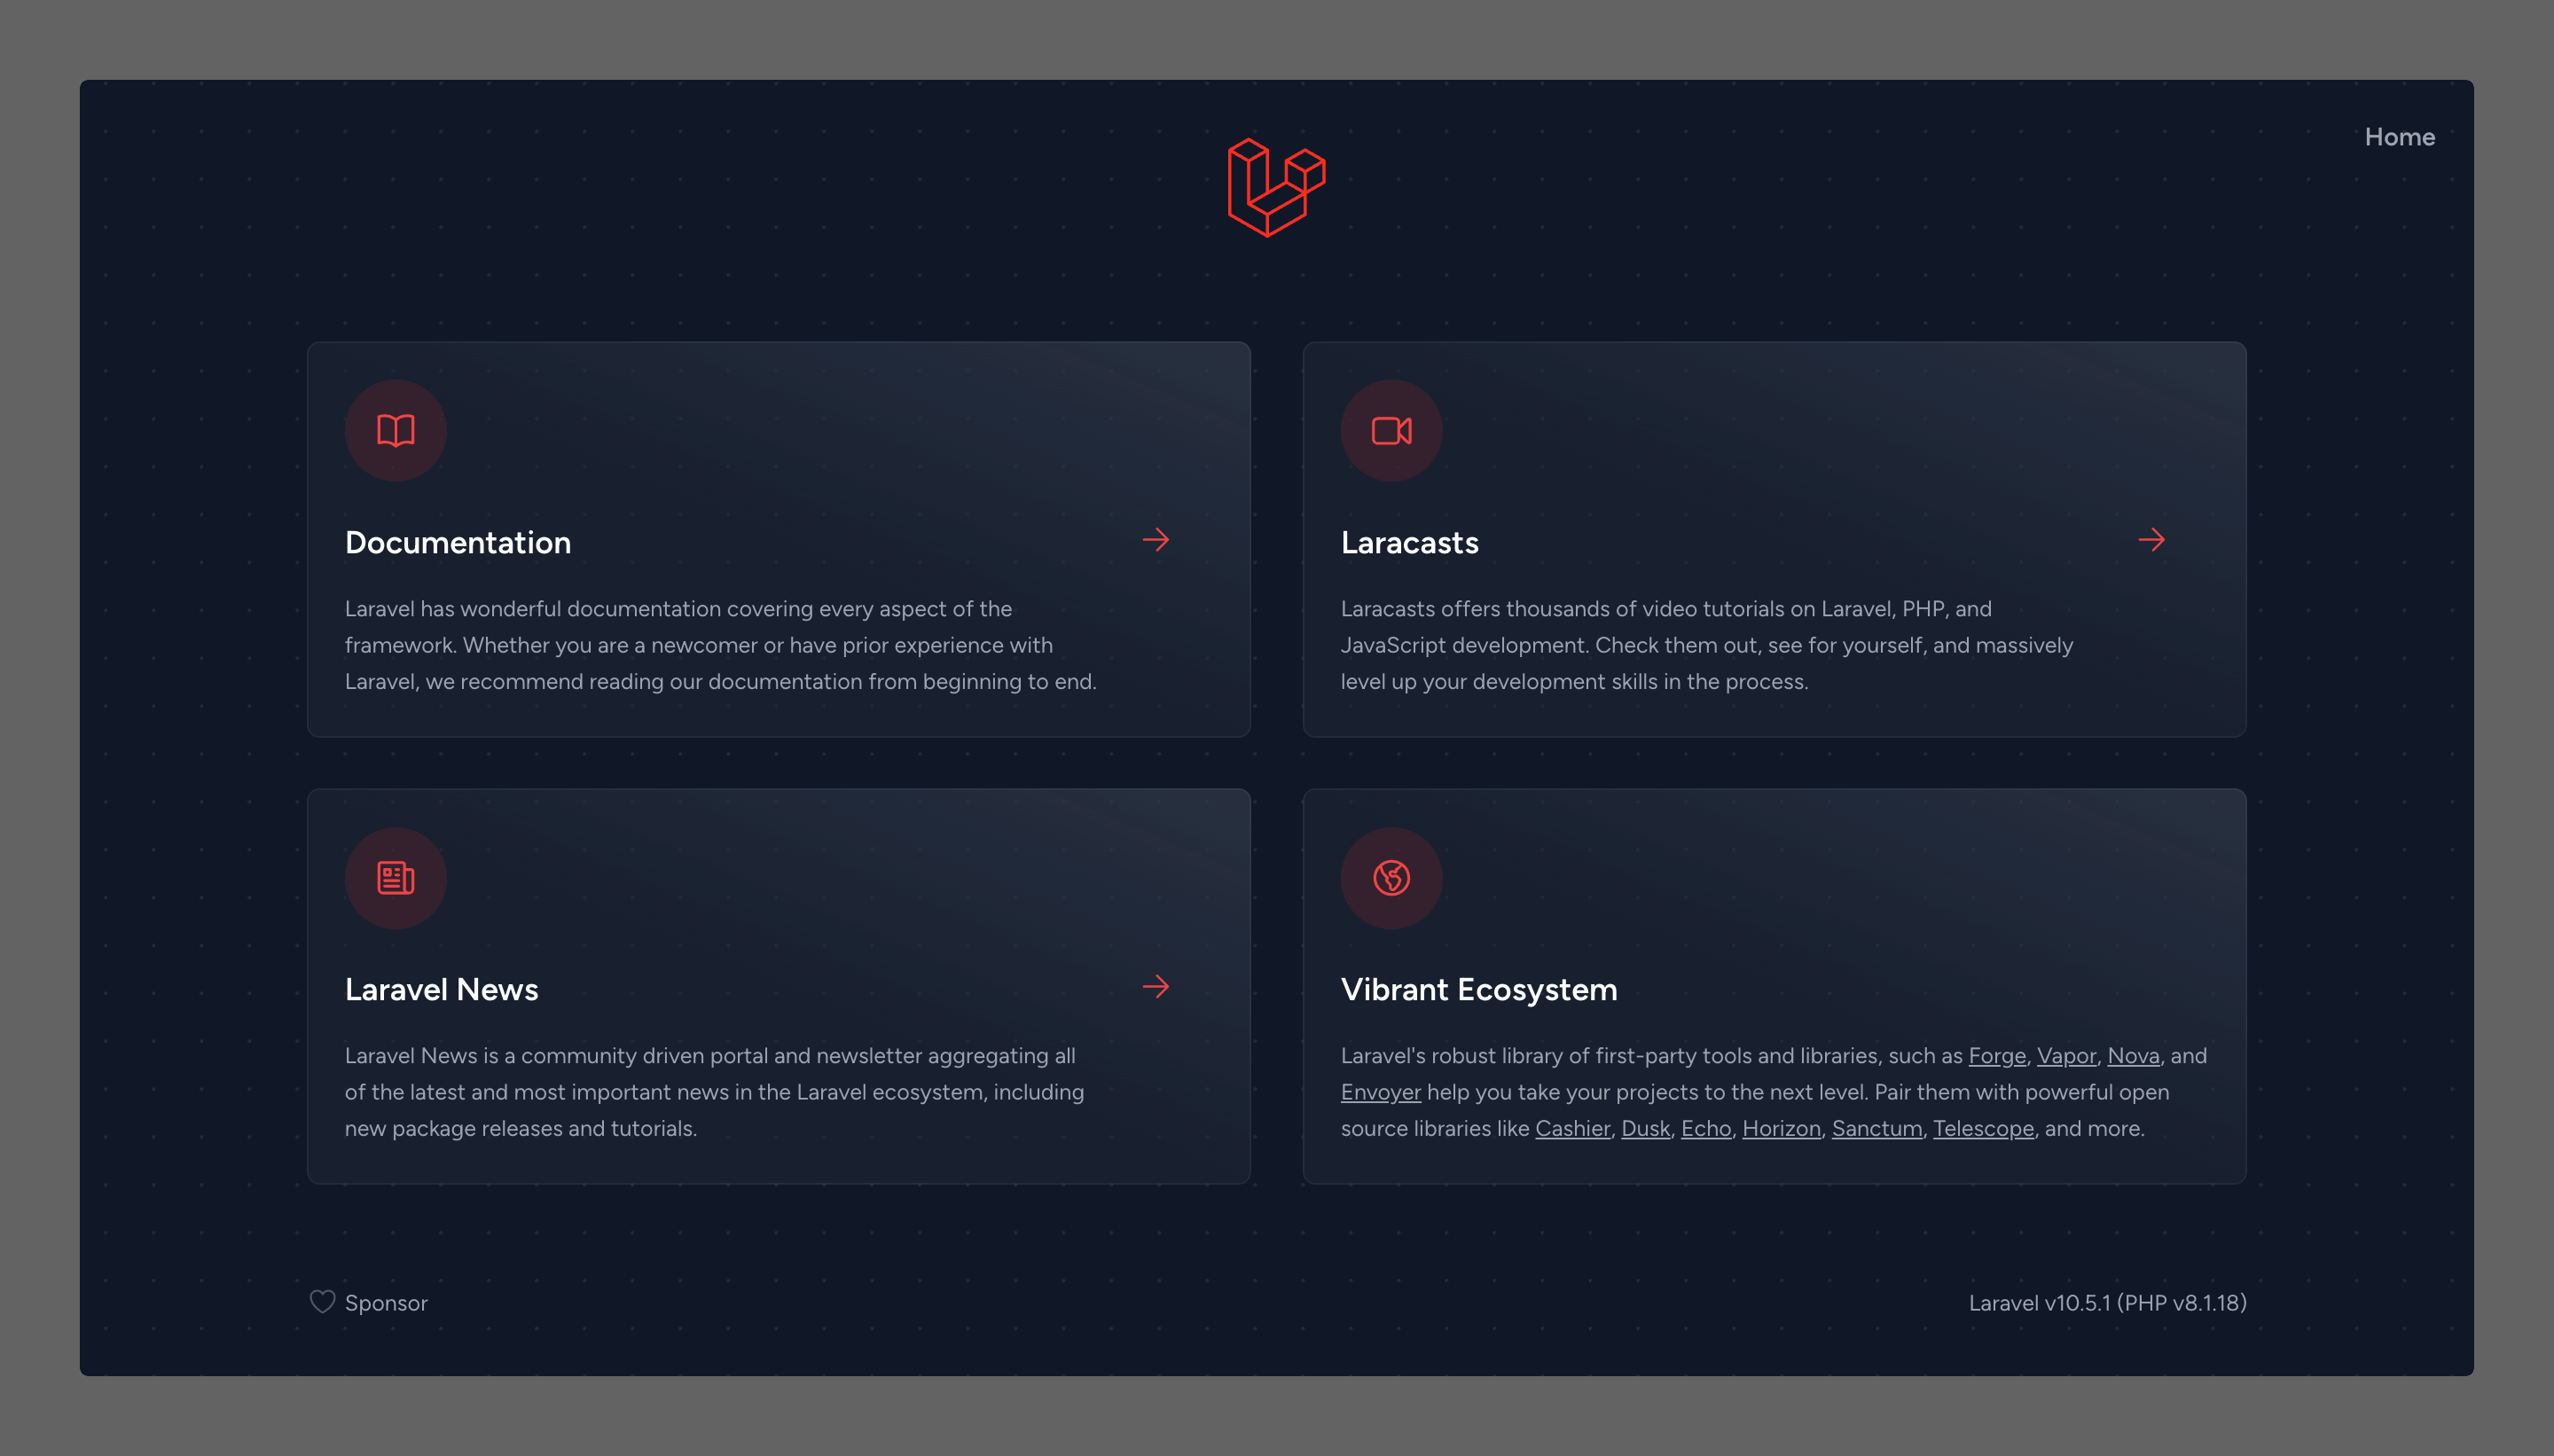 Home
Documentation
Laravel has wonderful documentation covering every aspect of the
framework. Whether you are a newcomer or have prior experience with
Laravel, we recommend reading our documentation from beginning to end.
Laracasts
Laracasts offers thousands of video tutorials on Laravel, PHP, and
JavaScript development. Check them out, see for yourself, and massively
level up your development skills in the process.
Laravel News
Laravel News is a community driven portal and newsletter aggregating all
of the latest and most important news in the Laravel ecosystem, including
new package releases and tutorials.
Vibrant Ecosystem
Laravel's robust library of first-party tools and libraries, such as Forge, Vapor, Nova, and
Envoyer help you take your projects to the next level. Pair them with powerful open
source libraries like Cashier, Dusk, Echo, Horizon, Sanctum, Telescope, and more.
Sponsor
Laravel v10.5.1 (PHP v8.1.18)